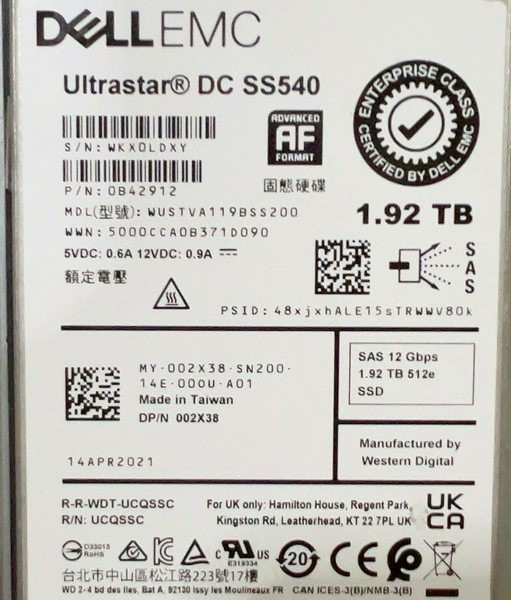 DELLEMC
Ultrastar® DC SS540
ENTERPRISE CLASS
CERTIFIED BY DELL EMC
ADVANCED
AF
FORMAT
S/N: WKX0LDXY
P/N: 0B42912
固態硬碟
MDL(型號): WUSTVA119BSS200
1.92 TB
WWN: 5000CCA0B371D090
5VDC: 0.6A 12VDC: 0.9A
額定電壓
SAS
PSID: 48xjxhALE15sTRWWV80k
MY-002X38-SN200-
14E-000U-A01
Made in Taiwan
DP/N 002X38
14APR2021
SAS 12 Gbps
1.92 TB 512e
SSD
Manufactured by
Western Digital
R-R-WDT-UCQSSC
R/N: UCQSSC
For UK only: Hamilton House, Regent Park,
Kingston Rd, Leatherhead, KT 22 7PL UK
UK
CA
D33018
RoHS
C UL US
E319334
20
CE
台北市中山區松江路223號17樓
WD 2-4 bd des Iles, Bat A, 92130 Issy les Moulineaux FR
CAN ICES-3(B)/NMB-3(B)